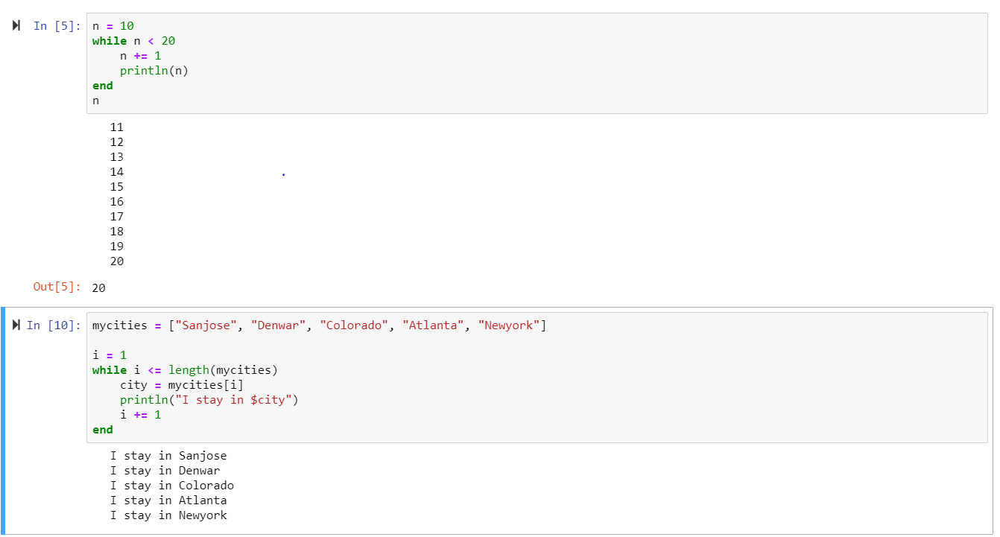 In [5]: n = 10
while n < 20
    n += 1
    println(n)
end
n
11
12
13
14
15
16
17
18
19
20
Out[5]: 20
In [10]: mycities = ["Sanjose", "Denwar", "Colorado", "Atlanta", "Newyork"]
i = 1
while i <= length(mycities)
    city = mycities[i]
    println("I stay in $city")
    i += 1
end
I stay in Sanjose
I stay in Denwar
I stay in Colorado
I stay in Atlanta
I stay in Newyork